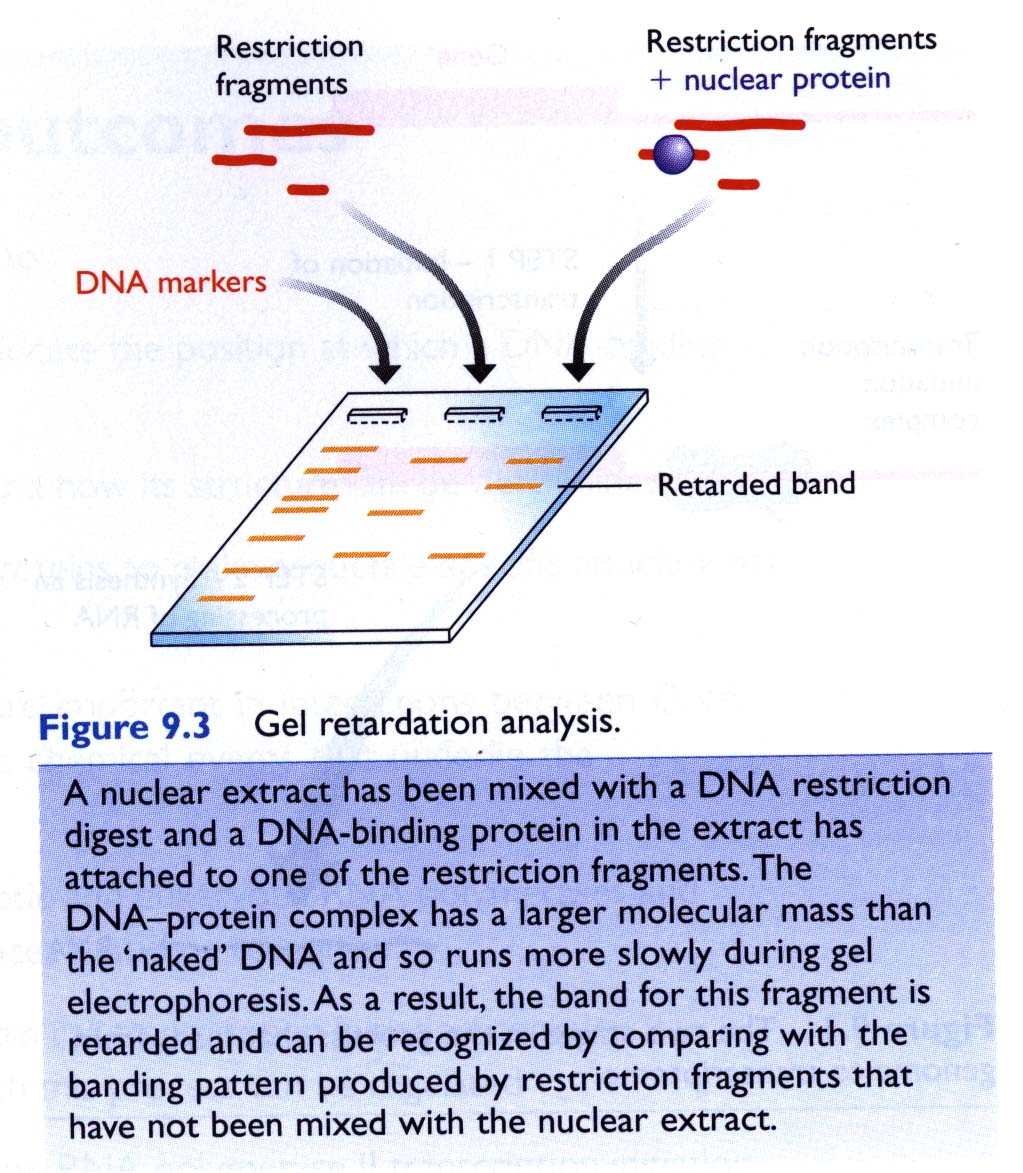 Restriction
fragments
Restriction fragments
+ nuclear protein
DNA markers
Retarded band
Figure 9.3 Gel retardation analysis.
A nuclear extract has been mixed with a DNA restriction
digest and a DNA-binding protein in the extract has
attached to one of the restriction fragments. The
DNA–protein complex has a larger molecular mass than
the ‘naked’ DNA and so runs more slowly during gel
electrophoresis. As a result, the band for this fragment is
retarded and can be recognized by comparing with the
banding pattern produced by restriction fragments that
have not been mixed with the nuclear extract.